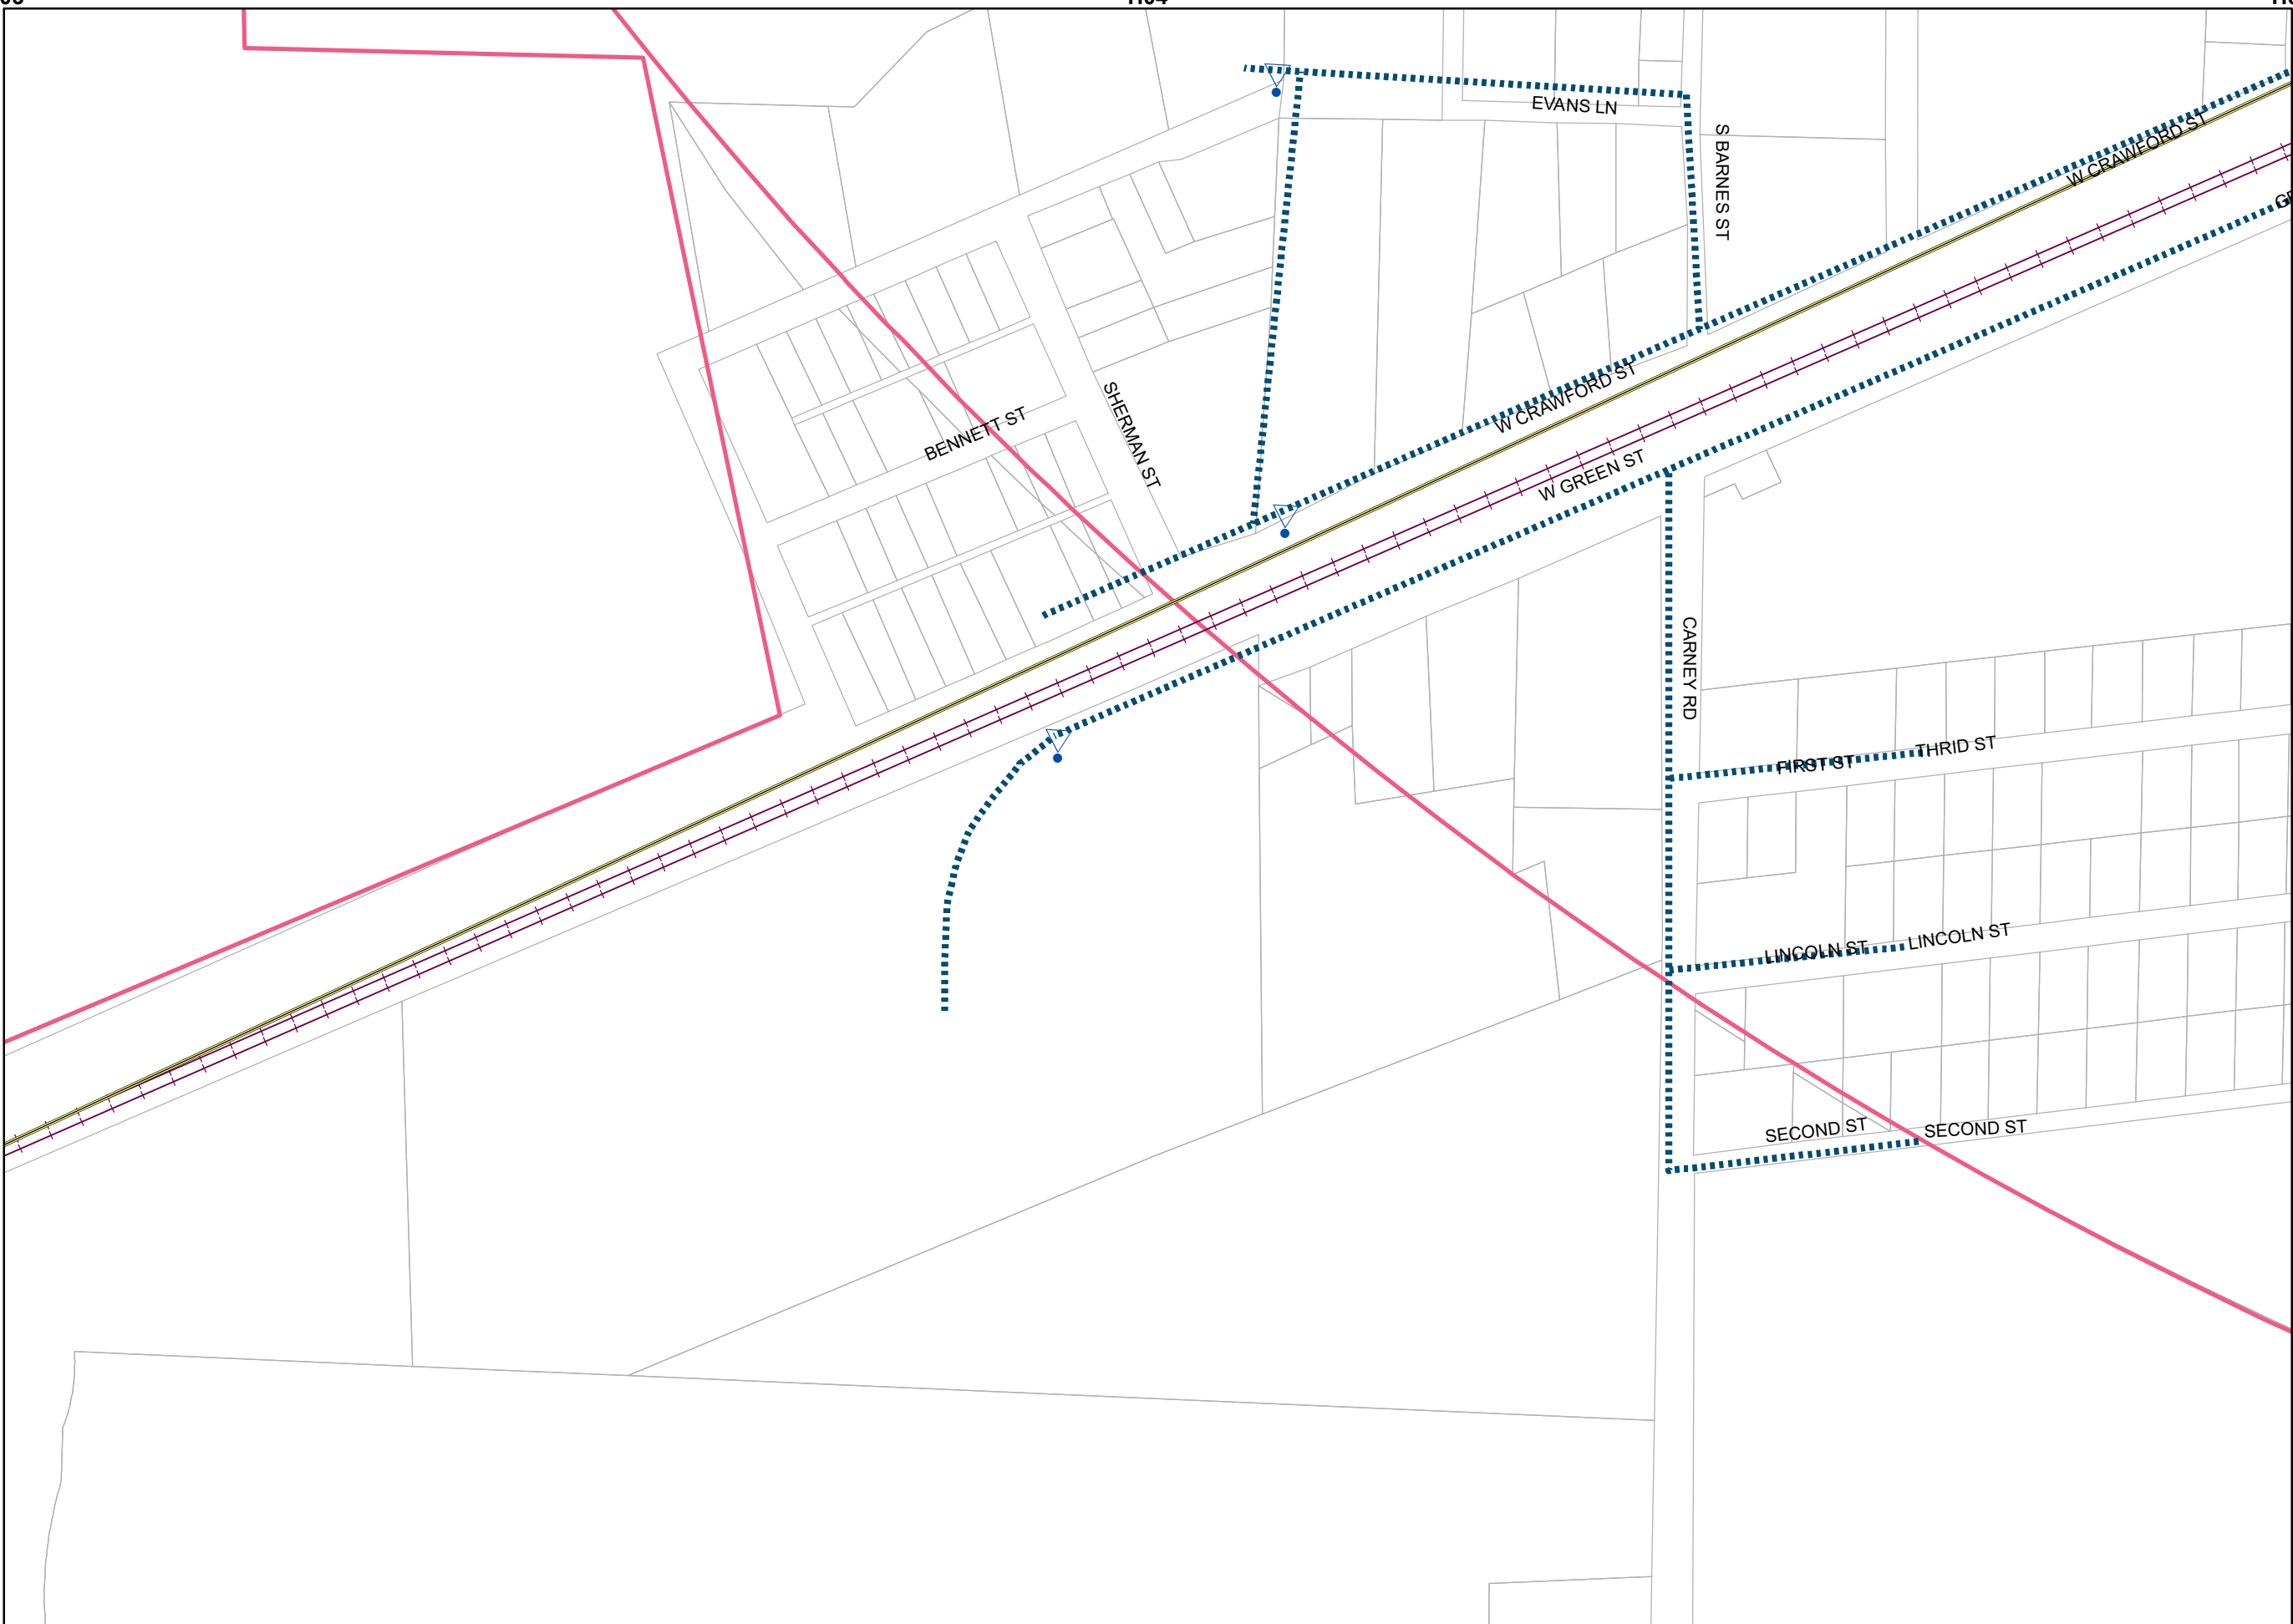 EVANS LN
S BARNES ST
W CRAWFORD ST
W CRAWFORD ST
BENNETT ST
SHERMAN ST
W GREEN ST
CARNEY RD
FIRST ST
THRID ST
LINCOLN ST
LINCOLN ST
SECOND ST
SECOND ST